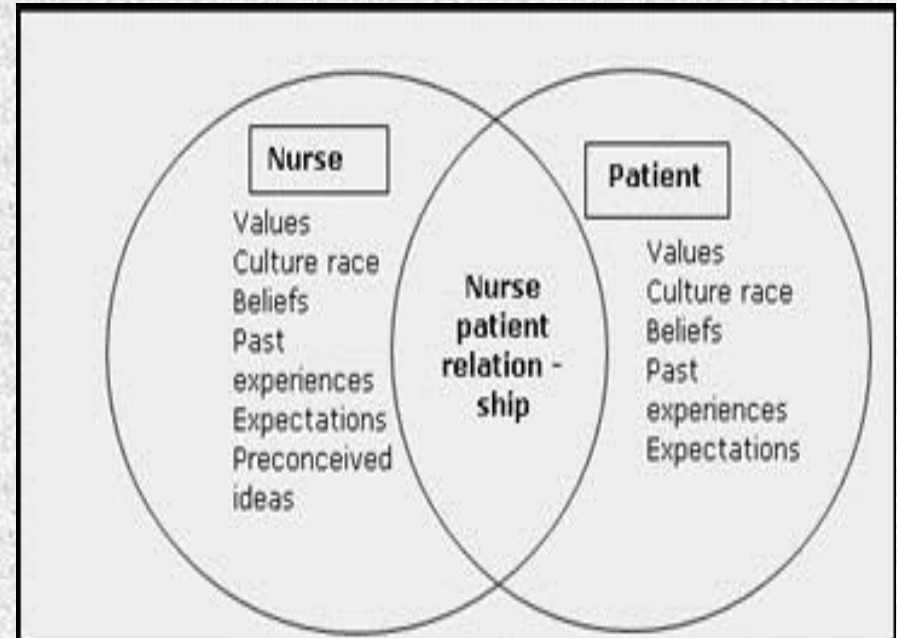 Nurse
Values
Culture race
Beliefs
Past
experiences
Expectations
Preconceived
ideas
Nurse
patient
relation -
ship
Patient
Values
Culture race
Beliefs
Past
experiences
Expectations